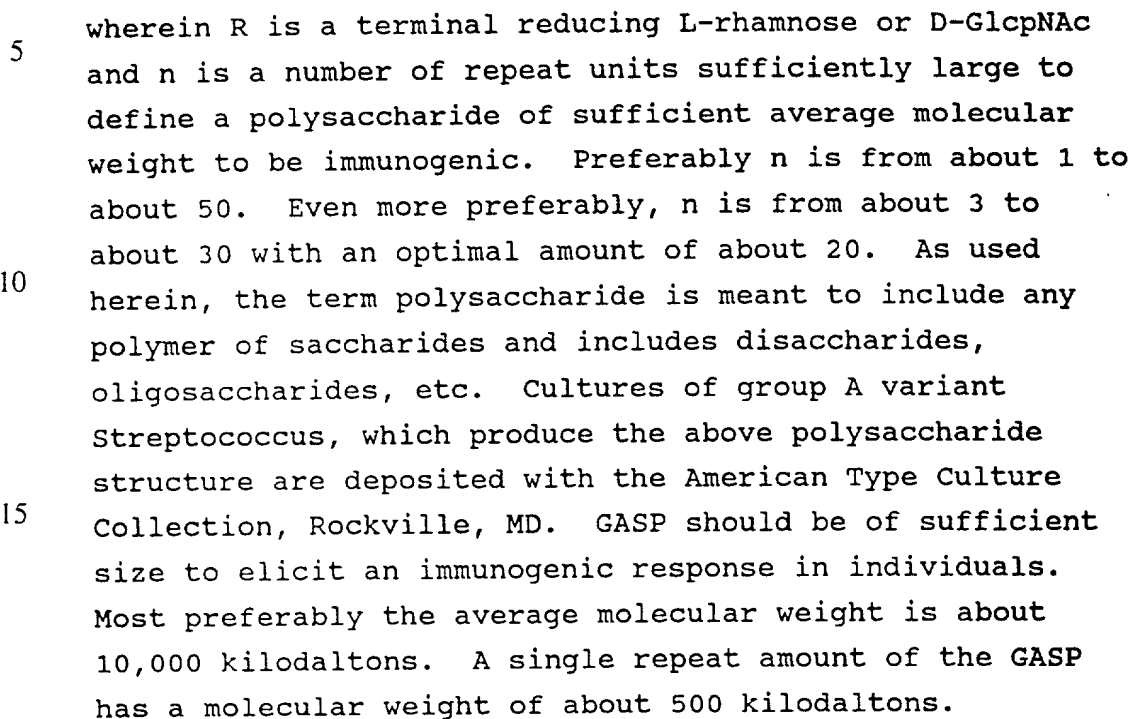 wherein R is a terminal reducing L-rhamnose or D-GlcpNAc
5 and n is a number of repeat units sufficiently large to
define a polysaccharide of sufficient average molecular
weight to be immunogenic. Preferably n is from about 1 to
about 50. Even more preferably, n is from about 3 to
about 30 with an optimal amount of about 20. As used
10 herein, the term polysaccharide is meant to include any
polymer of saccharides and includes disaccharides,
oligosaccharides, etc. Cultures of group A variant
Streptococcus, which produce the above polysaccharide
structure are deposited with the American Type Culture
15 Collection, Rockville, MD. GASP should be of sufficient
size to elicit an immunogenic response in individuals.
Most preferably the average molecular weight is about
10,000 kilodaltons. A single repeat amount of the GASP
has a molecular weight of about 500 kilodaltons.